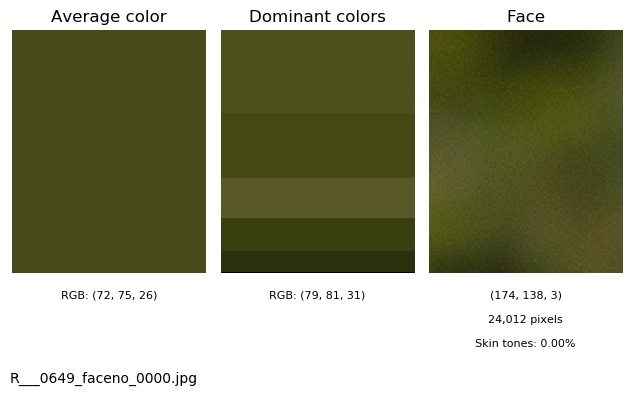 Average color
Dominant colors
Face
RGB: (72, 75, 26)
RGB: (79, 81, 31)
(174, 138, 3)
24,012 pixels
Skin tones: 0.00%
R___0649_faceno_0000.jpg